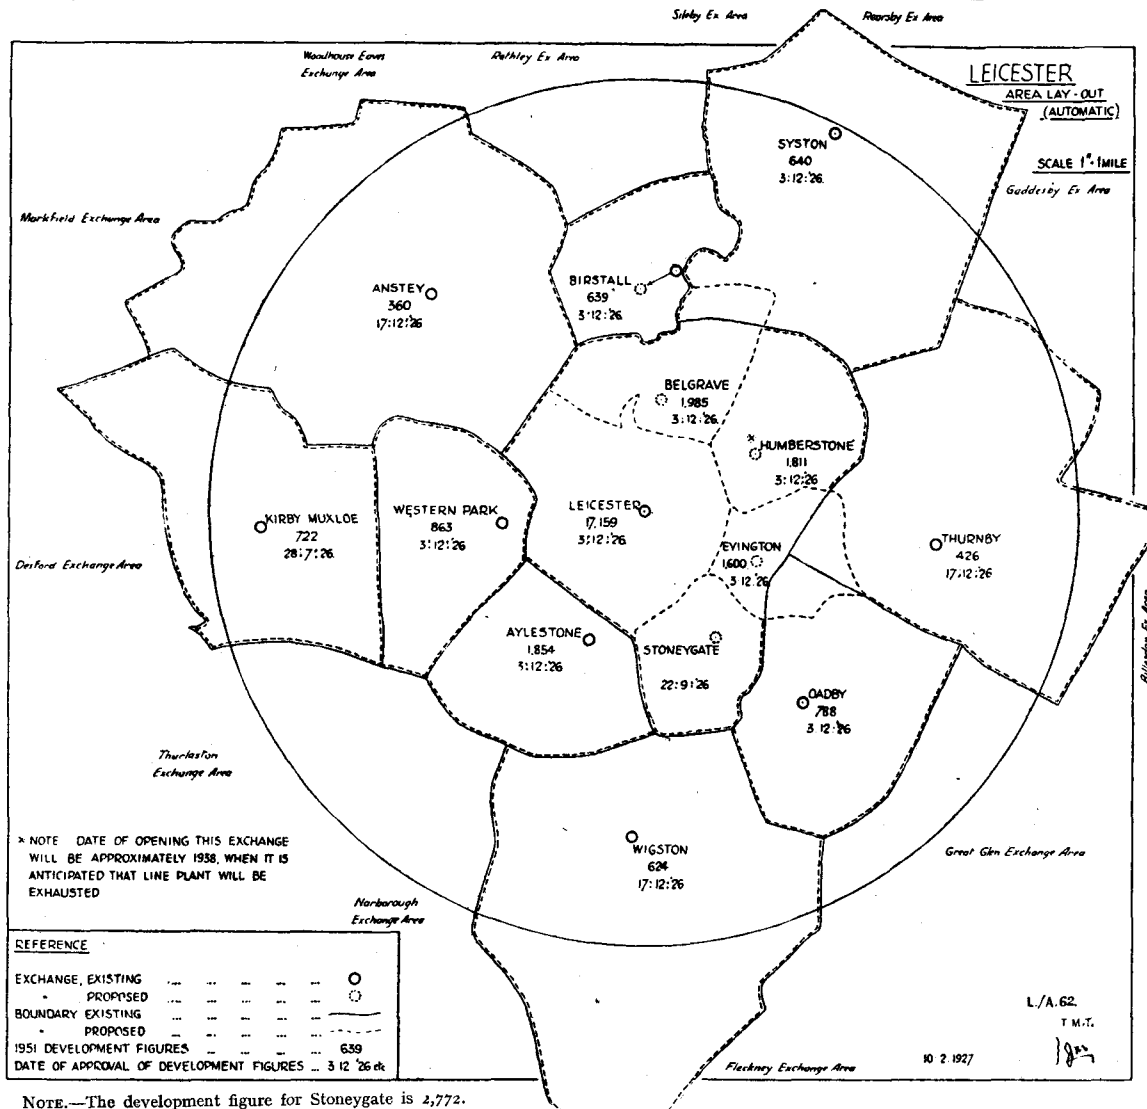 Sileby Ex Area
Rearsby Ex Area
Woodhouse Eaves
Exchange Area
Rothley Ex Area
LEICESTER
AREA LAY-OUT
(AUTOMATIC)
SCALE 1"=1MILE
Gaddesby Ex Area
SYSTON
640
3:12:'26.
Markfield Exchange Area
ANSTEY
360
17:12:'26
BIRSTALL
639
3:12:'26
BELGRAVE
1,985
3:12:'26
x
HUMBERSTONE
1,811
3:12:'26
KIRBY MUXLOE
722
28:7:'26.
WESTERN PARK
863
3:12:'26
LEICESTER
17,159
3:12:'26
EVINGTON
1,600
3.12.'26
THURNBY
426
17:12:'26
Desford Exchange Area
AYLESTONE
1,854
3:12:'26
STONEYGATE
22:9:'26
OADBY
788
3.12:'26
Billesdon Ex Area
Thurlaston
Exchange Area
WIGSTON
624
17:12:'26
Great Glen Exchange Area
x NOTE DATE OF OPENING THIS EXCHANGE
WILL BE APPROXIMATELY 1938, WHEN IT IS
ANTICIPATED THAT LINE PLANT WILL BE
EXHAUSTED
Narborough
Exchange Area
REFERENCE
EXCHANGE, EXISTING
" PROPOSED
BOUNDARY EXISTING
" PROPOSED
1951 DEVELOPMENT FIGURES 639
DATE OF APPROVAL OF DEVELOPMENT FIGURES 3 12 '26 etc
L./A.62.
T M.T.
10 2.1927
Fleckney Exchange Area
NOTE.—The development figure for Stoneygate is 2,772.